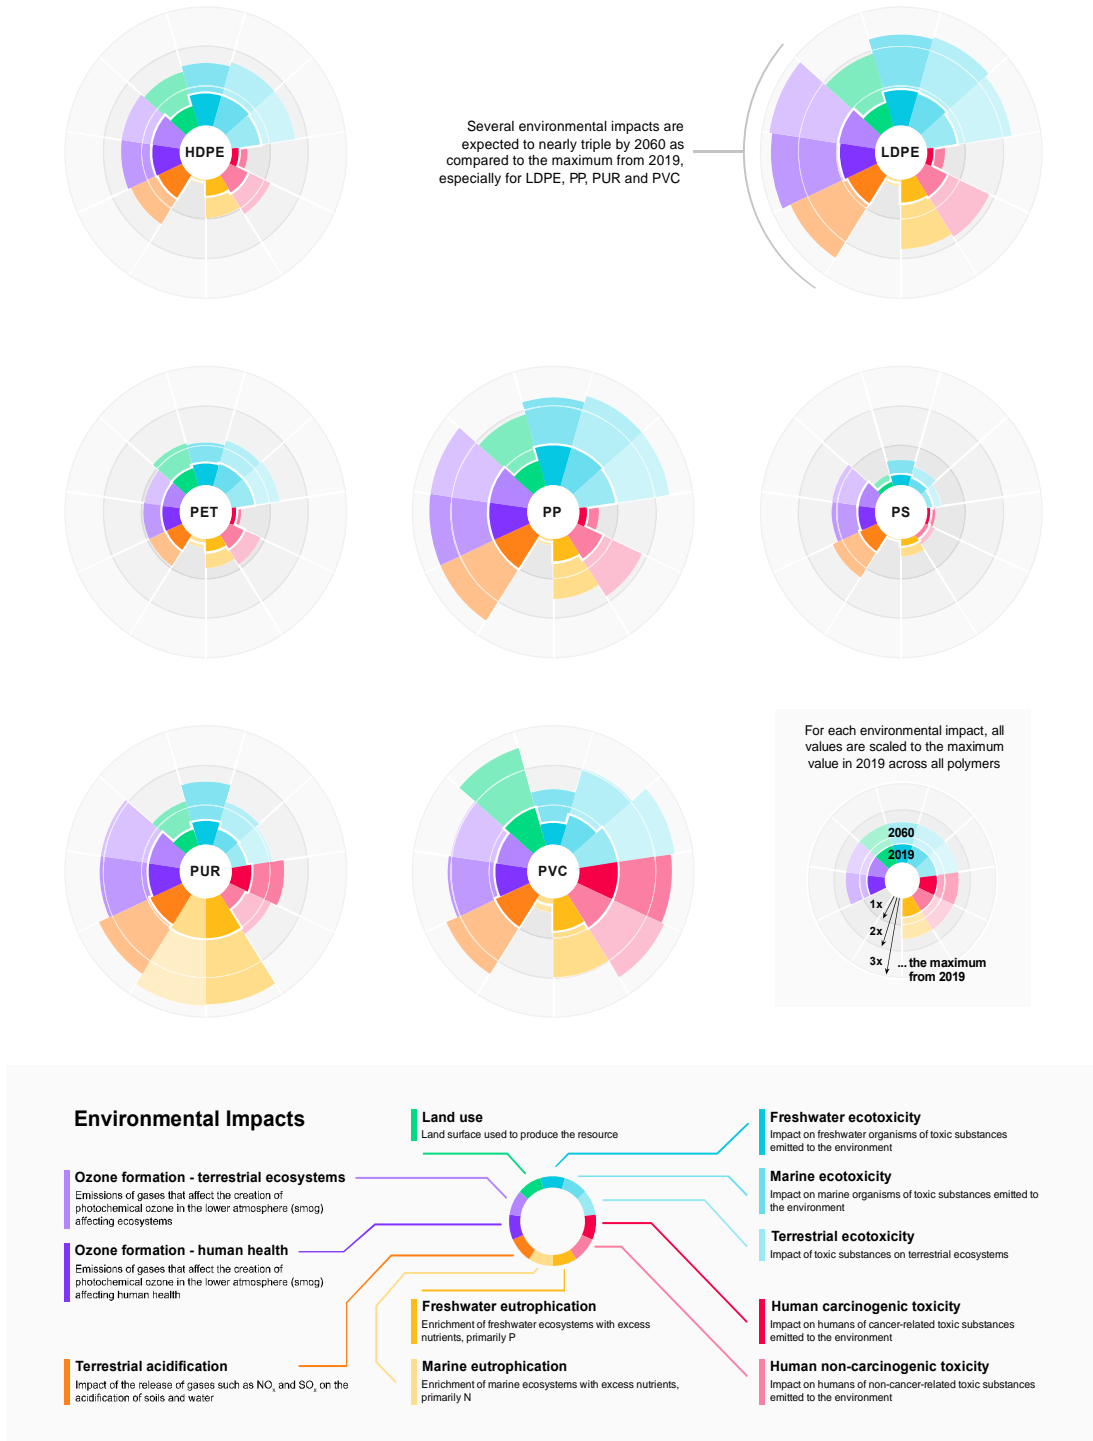 HDPE
Several environmental impacts are
expected to nearly triple by 2060 as
compared to the maximum from 2019,
especially for LDPE, PP, PUR and PVC
LDPE
PET
PP
PS
PUR
PVC
For each environmental impact, all
values are scaled to the maximum
value in 2019 across all polymers
2060
2019
1x
2x
3x
... the maximum
from 2019
Environmental Impacts
Land use
Land surface used to produce the resource
Freshwater ecotoxicity
Impact on freshwater organisms of toxic substances
emitted to the environment
Ozone formation - terrestrial ecosystems
Emissions of gases that affect the creation of
photochemical ozone in the lower atmosphere (smog)
affecting ecosystems
Marine ecotoxicity
Impact on marine organisms of toxic substances emitted to
the environment
Ozone formation - human health
Emissions of gases that affect the creation of
photochemical ozone in the lower atmosphere (smog)
affecting human health
Terrestrial ecotoxicity
Impact of toxic substances on terrestrial ecosystems
Freshwater eutrophication
Enrichment of freshwater ecosystems with excess
nutrients, primarily P
Human carcinogenic toxicity
Impact on humans of cancer-related toxic substances
emitted to the environment
Terrestrial acidification
Impact of the release of gases such as NOₓ and SOₓ on the
acidification of soils and water
Marine eutrophication
Enrichment of marine ecosystems with excess nutrients,
primarily N
Human non-carcinogenic toxicity
Impact on humans of non-cancer-related toxic substances
emitted to the environment